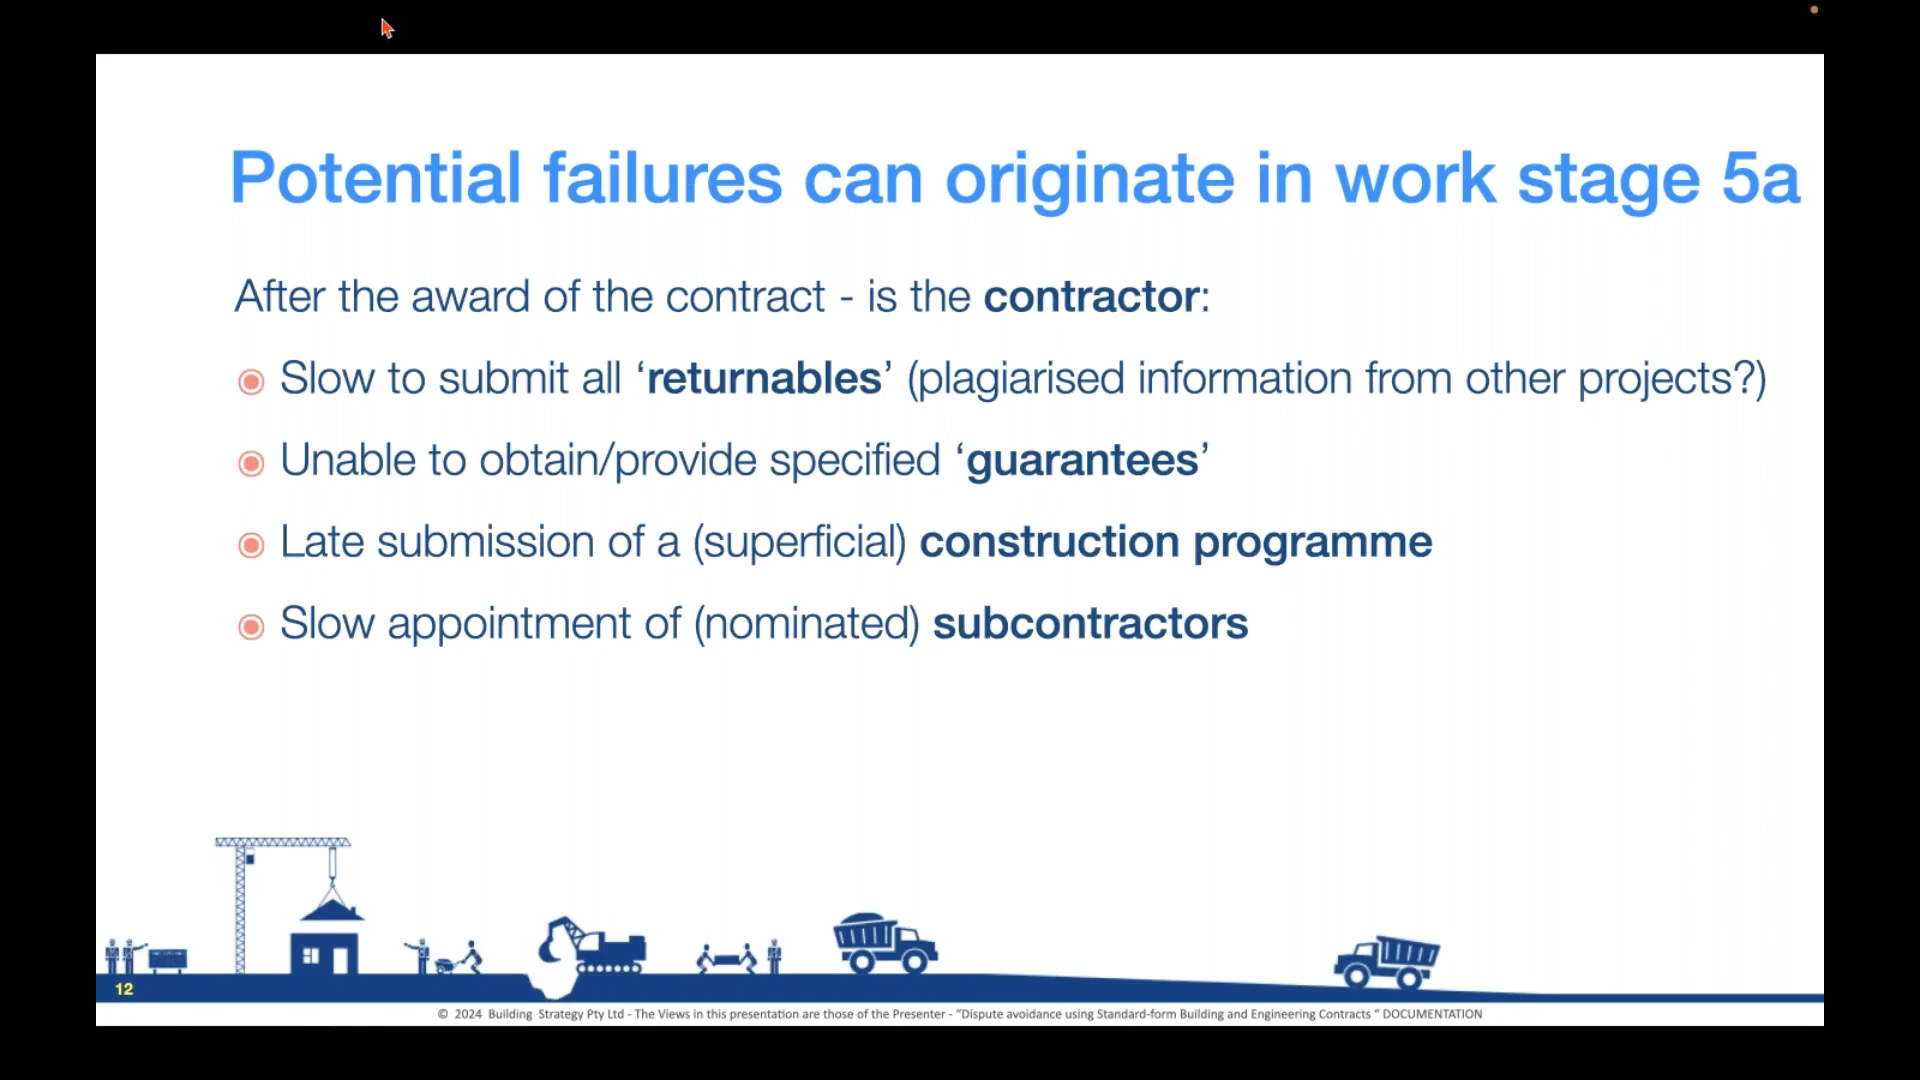 Potential failures can originate in work stage 5a
After the award of the contract - is the contractor:
Slow to submit all ‘returnables’ (plagiarised information from other projects?)
Unable to obtain/provide specified ‘guarantees’
Late submission of a (superficial) construction programme
Slow appointment of (nominated) subcontractors
12
© 2024 Building Strategy Pty Ltd - The Views in this presentation are those of the Presenter - “Dispute avoidance using Standard-form Building and Engineering Contracts “ DOCUMENTATION